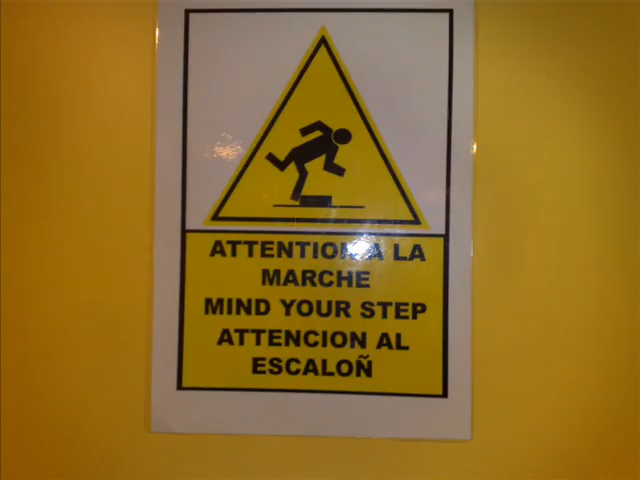 ATTENTION A LA
MARCHE
MIND YOUR STEP
ATTENCION AL
ESCALOÑ